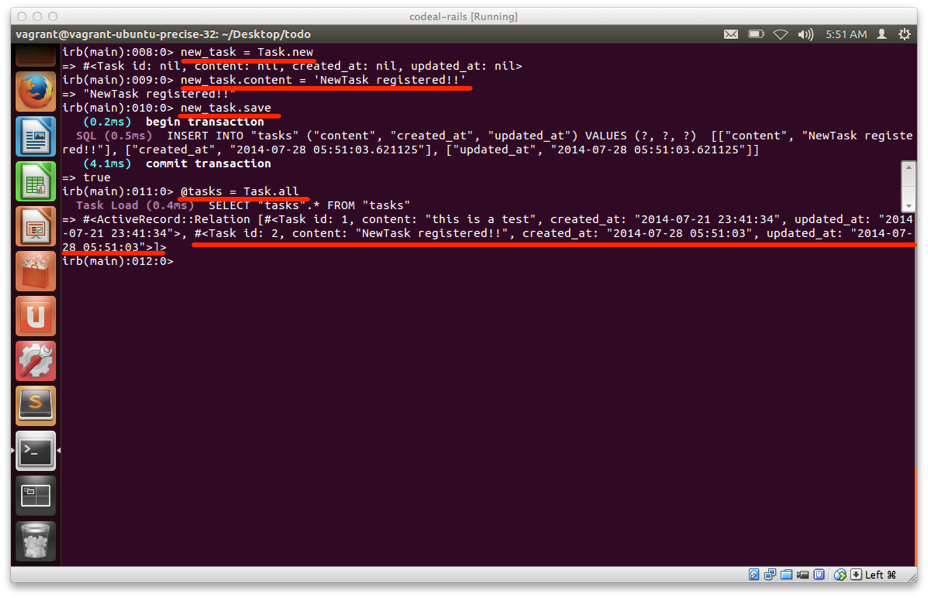 codeal-rails [Running]
vagrant@vagrant-ubuntu-precise-32: ~/Desktop/todo 5:51 AM
irb(main):008:0> new_task = Task.new
=> #<Task id: nil, content: nil, created_at: nil, updated_at: nil>
irb(main):009:0> new_task.content = 'NewTask registered!!'
=> "NewTask registered!!"
irb(main):010:0> new_task.save
(0.2ms)  begin transaction
SQL (0.5ms)  INSERT INTO "tasks" ("content", "created_at", "updated_at") VALUES (?, ?, ?)  [["content", "NewTask registe
red!!"], ["created_at", "2014-07-28 05:51:03.621125"], ["updated_at", "2014-07-28 05:51:03.621125"]]
(4.1ms)  commit transaction
=> true
irb(main):011:0> @tasks = Task.all
Task Load (0.4ms)  SELECT "tasks".* FROM "tasks"
=> #<ActiveRecord::Relation [#<Task id: 1, content: "this is a test", created_at: "2014-07-21 23:41:34", updated_at: "2014
-07-21 23:41:34">, #<Task id: 2, content: "NewTask registered!!", created_at: "2014-07-28 05:51:03", updated_at: "2014-07-
28 05:51:03">]>
irb(main):012:0>
Left ⌘